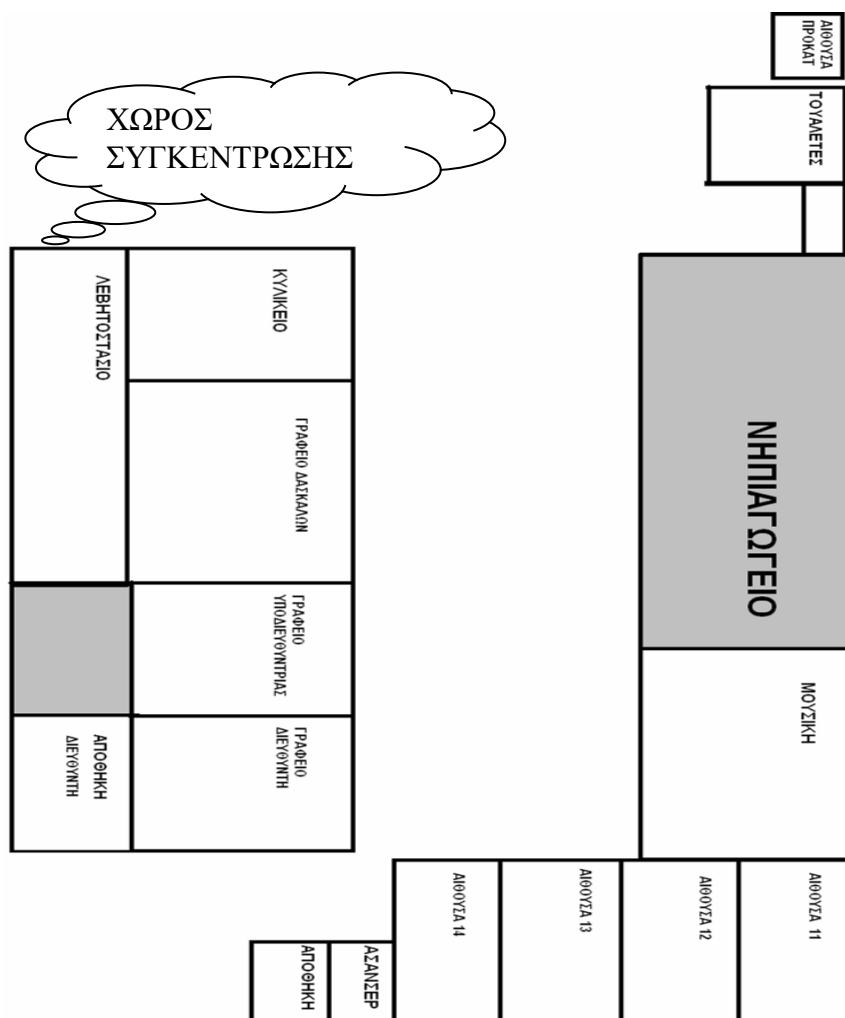 ΑΙΘΟΥΣΑ
ΠΡΟΚΑΤ
ΤΟΥΑΛΕΤΕΣ
ΧΩΡΟΣ
ΣΥΓΚΕΝΤΡΩΣΗΣ
ΛΕΒΗΤΟΣΤΑΣΙΟ
ΚΥΛΙΚΕΙΟ
ΓΡΑΦΕΙΟ ΔΑΣΚΑΛΩΝ
ΝΗΠΙΑΓΩΓΕΙΟ
ΓΡΑΦΕΙΟ
ΥΠΟΔΙΕΥΘΥΝΤΡΙΑΣ
ΜΟΥΣΙΚΗ
ΑΠΟΘΗΚΗ
ΔΙΕΥΘΥΝΤΗ
ΓΡΑΦΕΙΟ
ΔΙΕΥΘΥΝΤΗ
ΑΙΘΟΥΣΑ 14
ΑΙΘΟΥΣΑ 13
ΑΙΘΟΥΣΑ 12
ΑΙΘΟΥΣΑ 11
ΑΠΟΘΗΚΗ
ΑΣΑΝΣΕΡ